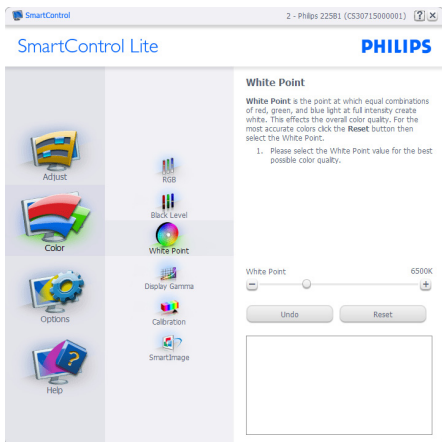 SmartControl
2 - Philips 225B1 (CS30715000001)
SmartControl Lite
PHILIPS
Adjust
Color
Options
Help
RGB
Black Level
White Point
Display Gamma
Calibration
SmartImage
White Point
White Point is the point at which equal combinations
of red, green, and blue light at full intensity create
white. This effects the overall color quality. For the
most accurate colors click the Reset button then
select the White Point.
1. Please select the White Point value for the best
possible color quality.
White Point 6500K
Undo Reset